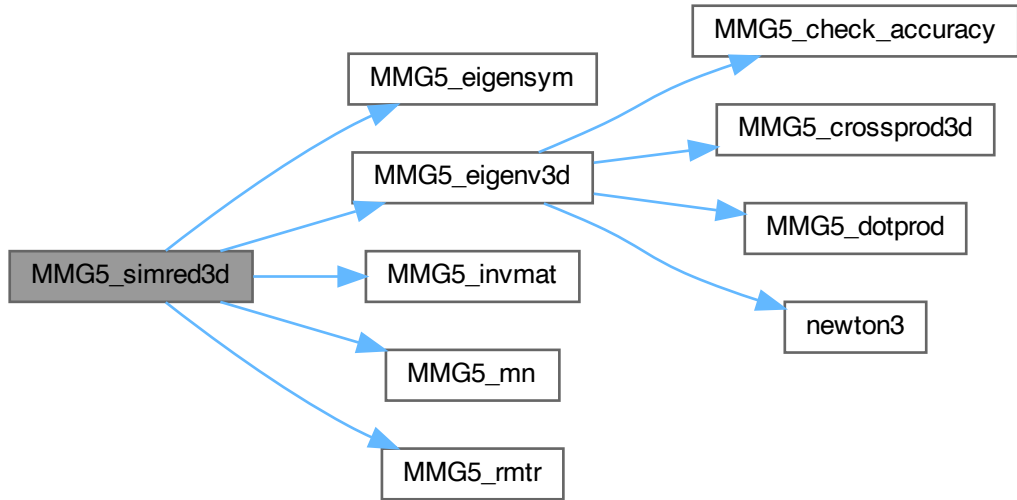 MMG5_simred3d
MMG5_eigensym
MMG5_eigenv3d
MMG5_invmat
MMG5_mn
MMG5_rmtr
MMG5_check_accuracy
MMG5_crossprod3d
MMG5_dotprod
newton3